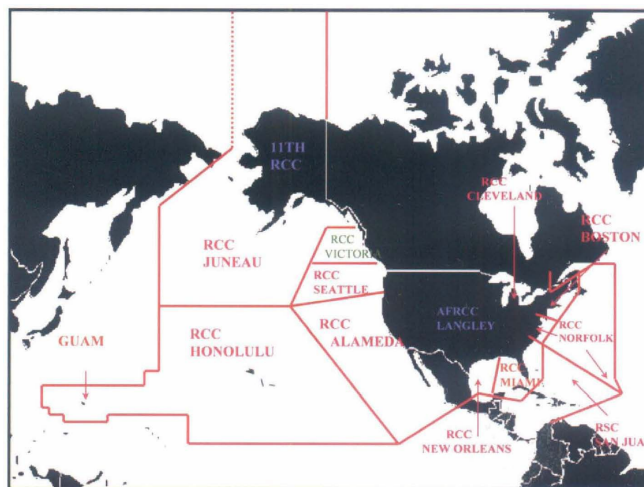 11TH
RCC
RCC
CLEVELAND
RCC
BOSTON
RCC
VICTORIA
RCC
JUNEAU
RCC
SEATTLE
AFRCC
LANGLEY
RCC
NORFOLK
GUAM
RCC
HONOLULU
RCC
ALAMEDA
RCC
MIAMI
RCC
NEW ORLEANS
RSC
SAN JUA